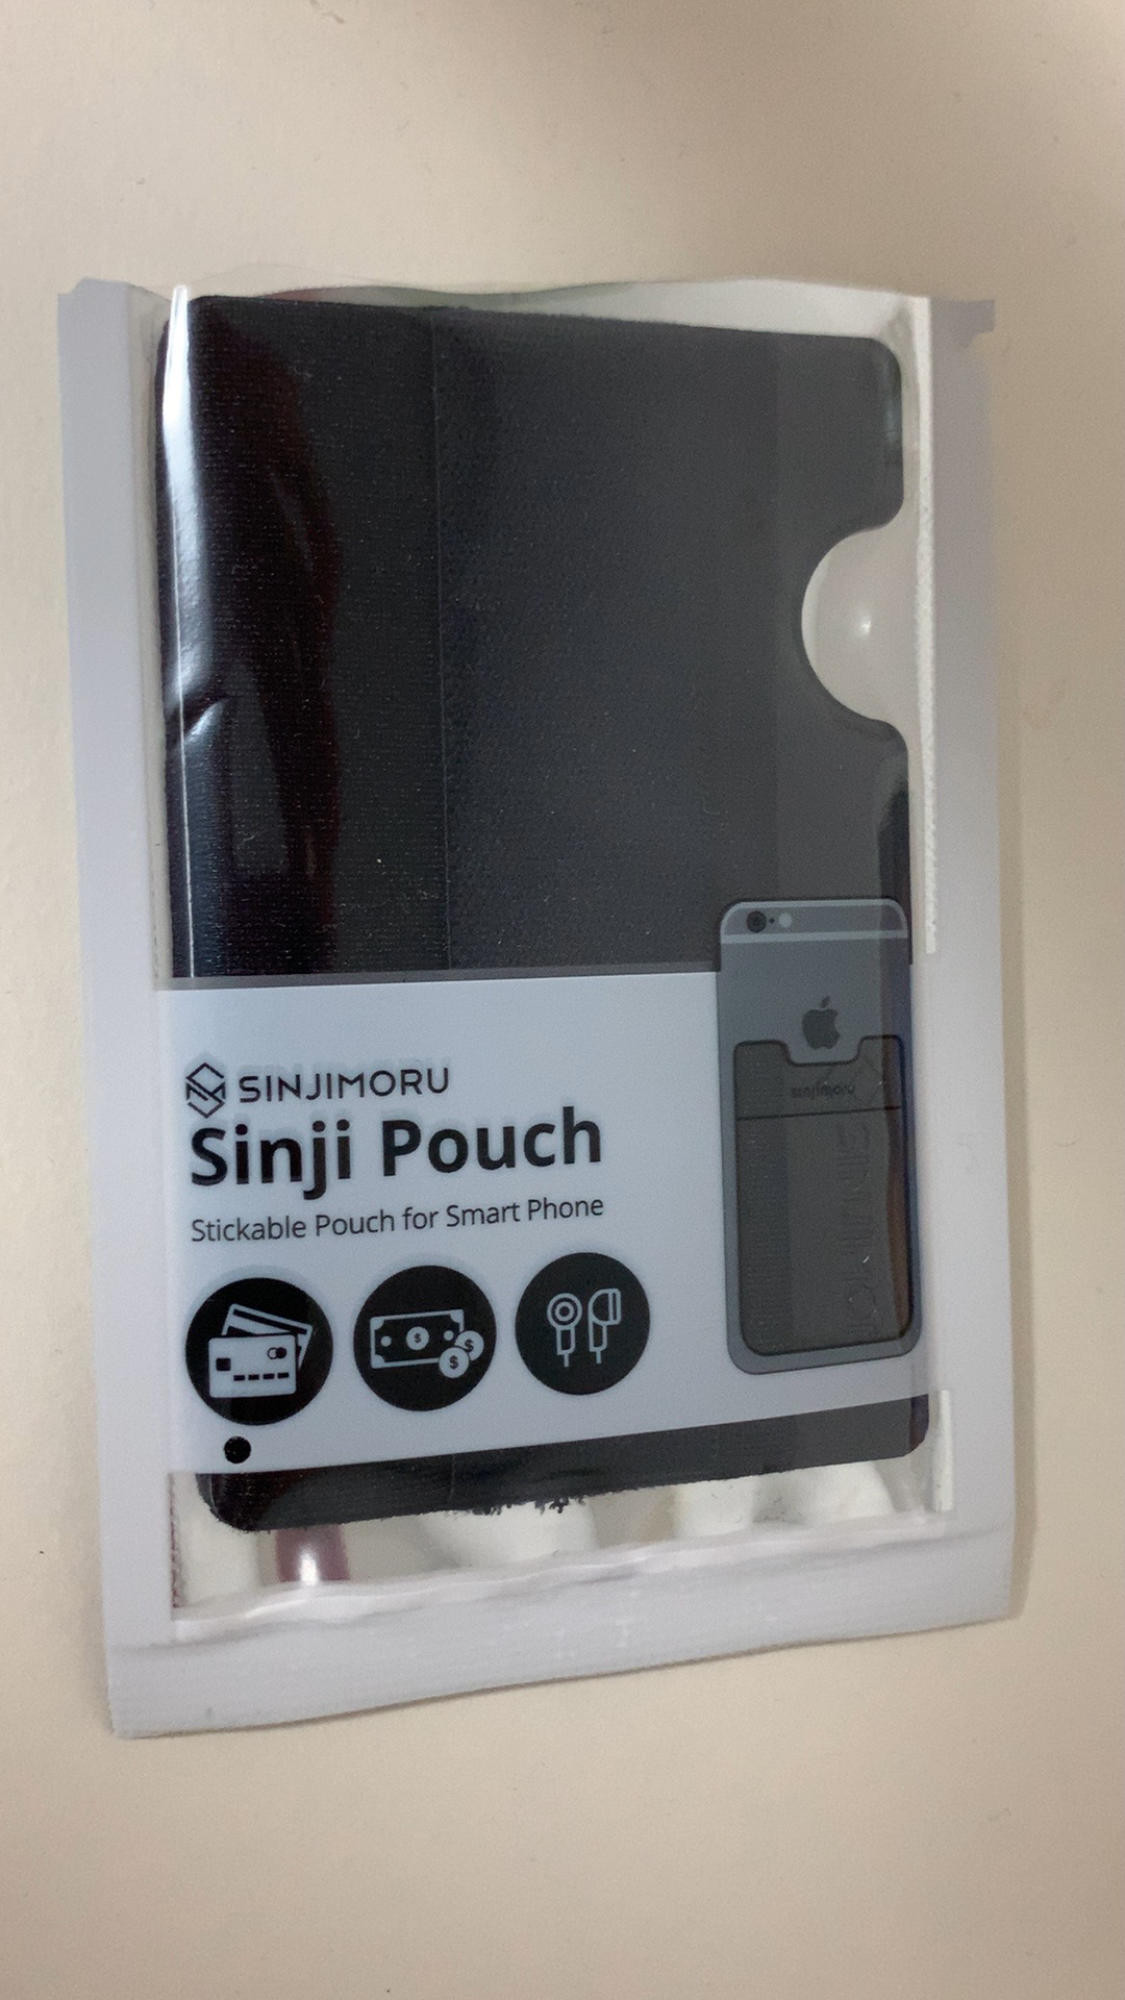 SINJIMORU
Sinji Pouch
Stickable Pouch for Smart Phone